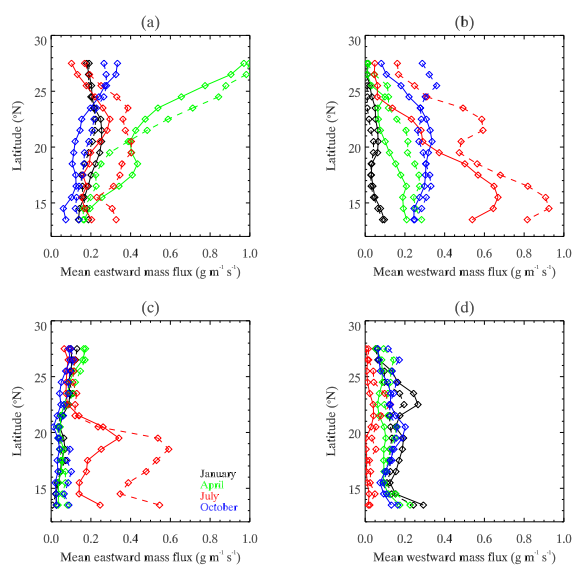 (a)
30
25
20
15
Latitude (°N)
0.0 0.2 0.4 0.6 0.8 1.0
Mean eastward mass flux (g m⁻¹ s⁻¹)
(b)
30
25
20
15
Latitude (°N)
0.0 0.2 0.4 0.6 0.8 1.0
Mean westward mass flux (g m⁻¹ s⁻¹)
(c)
30
25
20
15
Latitude (°N)
January
April
July
October
0.0 0.2 0.4 0.6 0.8 1.0
Mean eastward mass flux (g m⁻¹ s⁻¹)
(d)
30
25
20
15
Latitude (°N)
0.0 0.2 0.4 0.6 0.8 1.0
Mean westward mass flux (g m⁻¹ s⁻¹)